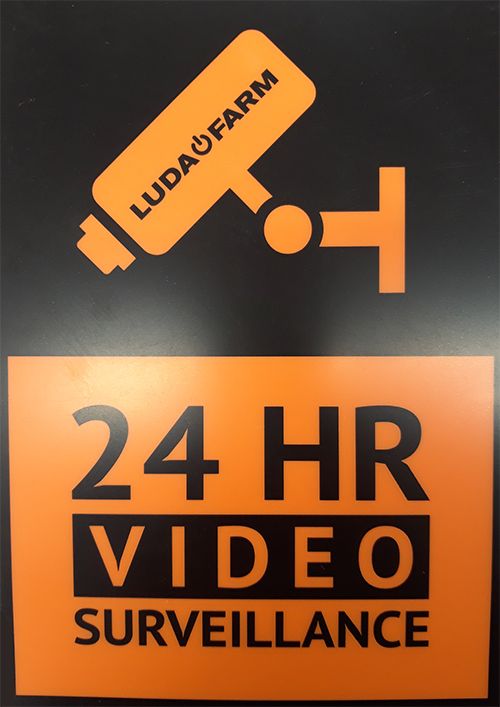 LUDA FARM
24 HR
VIDEO
SURVEILLANCE